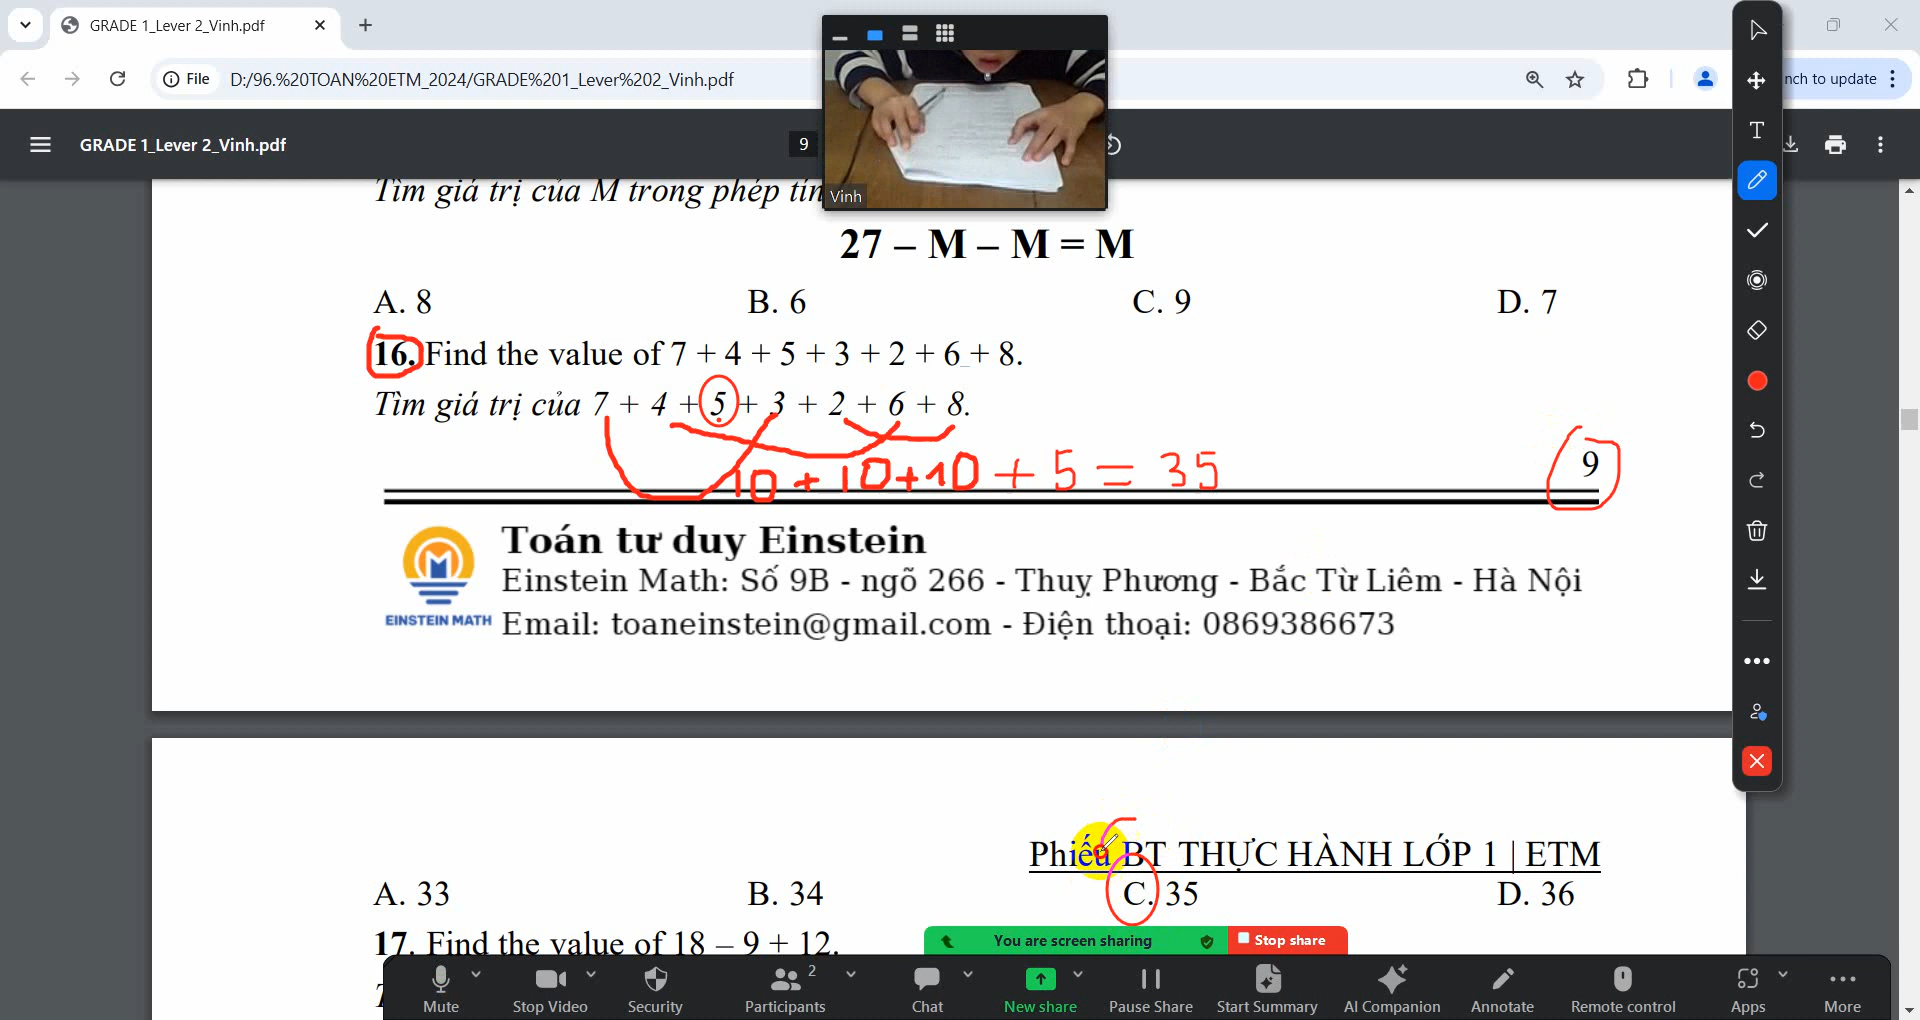 GRADE 1_Lever 2_Vinh.pdf
File
D:/96.%20TOAN%20ETM_2024/GRADE%201_Lever%202_Vinh.pdf
nch to update
GRADE 1_Lever 2_Vinh.pdf
9
Vinh
Tìm giá trị của M trong phép tín
27 – M – M = M
A. 8 B. 6 C. 9 D. 7
16. Find the value of 7 + 4 + 5 + 3 + 2 + 6 + 8.
Tìm giá trị của 7 + 4 + 5 + 3 + 2 + 6 + 8.
10 + 10 + 10 + 5 = 35
9
Toán tư duy Einstein
Einstein Math: Số 9B - ngõ 266 - Thuỵ Phương - Bắc Từ Liêm - Hà Nội
EINSTEIN MATH
Email: toaneinstein@gmail.com - Điện thoại: 0869386673
Phiếu BT THỰC HÀNH LỚP 1 | ETM
A. 33 B. 34 C. 35 D. 36
17. Find the value of 18 – 9 + 12.
You are screen sharing
Stop share
2
Mute Stop Video Security Participants Chat New share Pause Share Start Summary AI Companion Annotate Remote control Apps More